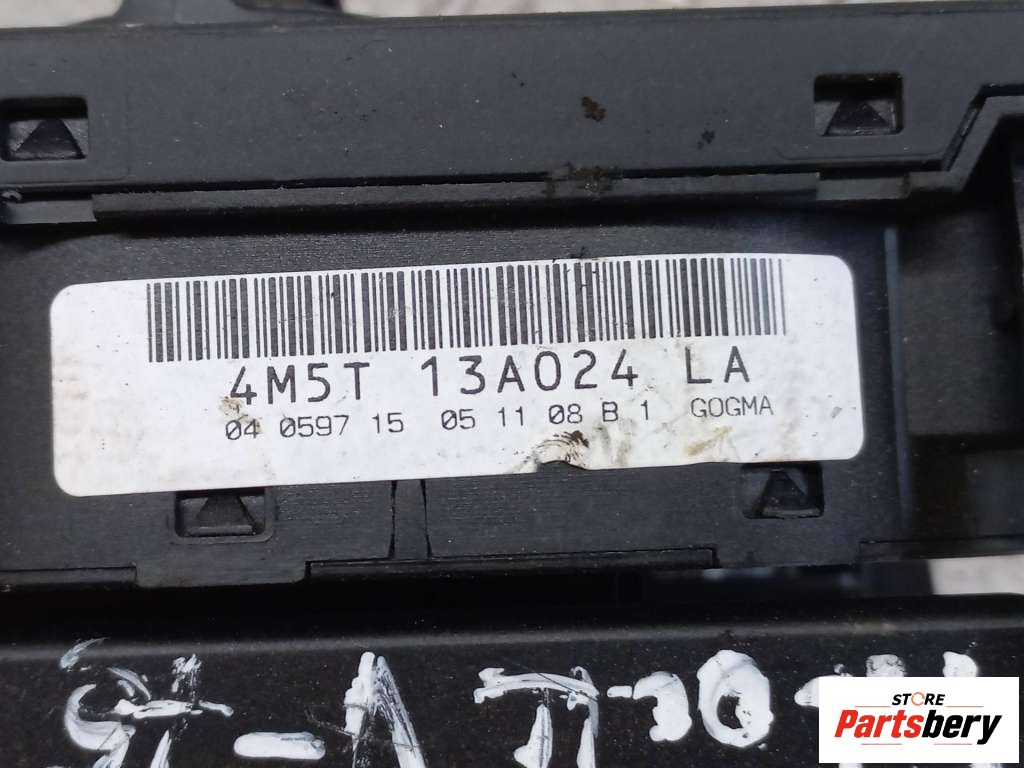 4M5T 13A024 LA
04 0597 15 05 11 08 B 1 GOGMA
STORE
Partsbery